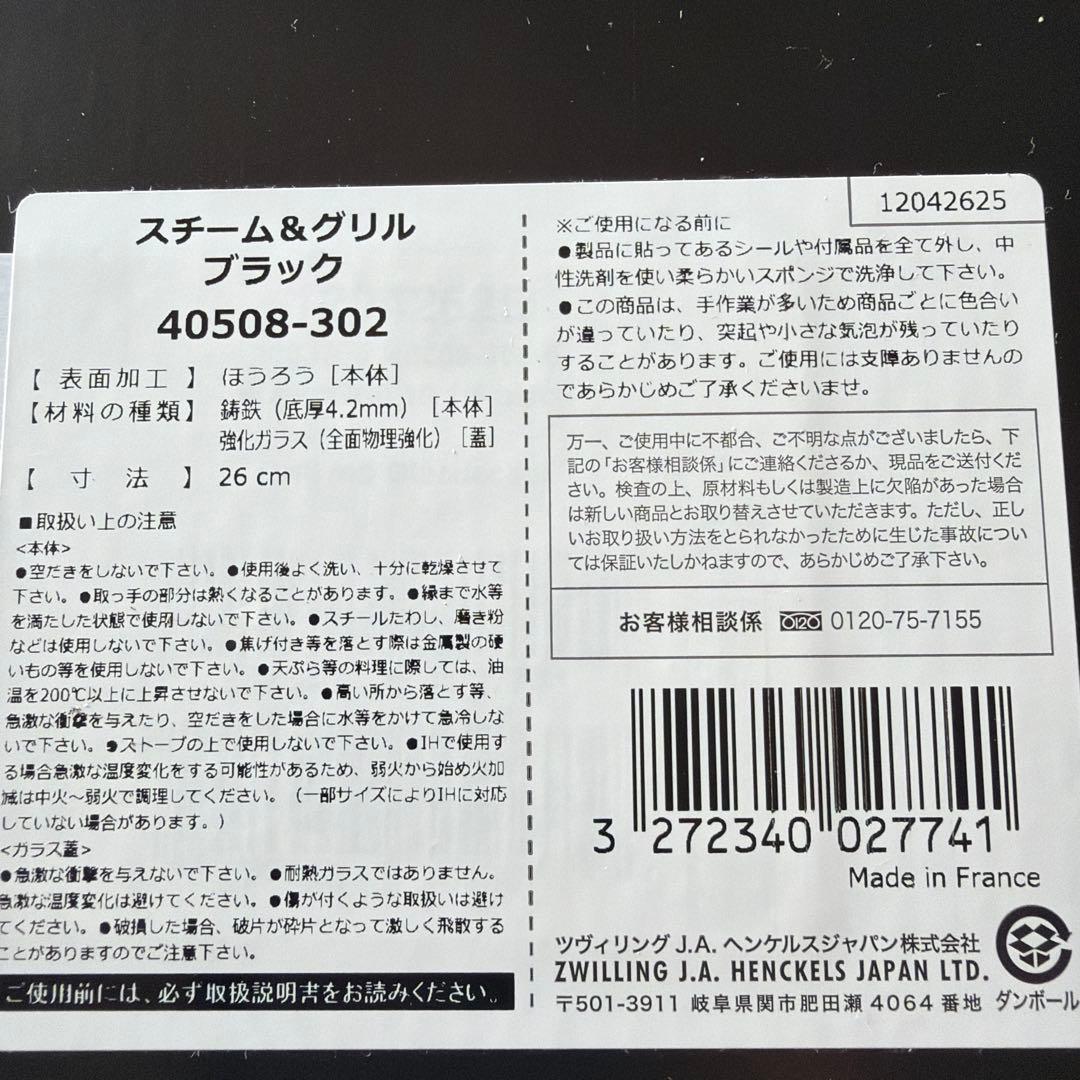 スチーム&グリル
ブラック
40508-302
【 表面加工 】 ほうろう［本体］
【材料の種類】 鋳鉄（底厚4.2mm）［本体］
強化ガラス（全面物理強化）［蓋］
【 寸 法 】 26 cm
■取扱い上の注意
<本体>
●空だきをしないで下さい。●使用後よく洗い、十分に乾燥させて
下さい。●取っ手の部分は熱くなることがあります。●縁まで水等
を満たした状態で使用しないで下さい。●スチールたわし、磨き粉
などは使用しないで下さい。●焦げ付き等を落とす際は金属製の硬
いもの等を使用しないで下さい。●天ぷら等の料理に際しては、油
温を200℃以上に上昇させないで下さい。●高い所から落とす等、
急激な衝撃を与えたり、空だきをした場合に水等をかけて急冷しな
いで下さい。●ストーブの上で使用しないで下さい。●IHで使用す
る場合急激な温度変化をする可能性があるため、弱火から始め火加
減は中火〜弱火で調理してください。（一部サイズによりIHに対応
していない場合があります。）
<ガラス蓋>
●急激な衝撃を与えないで下さい。●耐熱ガラスではありません。
急激な温度変化は避けてください。●傷が付くような取扱いは避け
てください。●破損した場合、破片が砕片となって激しく飛散する
ことがありますのでご注意下さい。
ご使用前には、必ず取扱説明書をお読みください。
12042625
※ご使用になる前に
●製品に貼ってあるシールや付属品を全て外し、中
性洗剤を使い柔らかいスポンジで洗浄して下さい。
●この商品は、手作業が多いため商品ごとに色合い
が違っていたり、突起や小さな気泡が残っていたり
することがあります。ご使用には支障ありませんの
であらかじめご了承くださいませ。
万一、ご使用中に不都合、ご不明な点がございましたら、下
記の「お客様相談係」にご連絡くださるか、現品をご送付くだ
さい。検査の上、原材料もしくは製造上に欠陥があった場合
は新しい商品とお取り替えさせていただきます。ただし、正し
いお取り扱い方法をとられなかったために生じた事故につい
ては保証いたしかねますので、あらかじめご了承下さい。
お客様相談係 0120 0120-75-7155
3 272340 027741
Made in France
ツヴィリング J.A. ヘンケルスジャパン株式会社
ZWILLING J.A. HENCKELS JAPAN LTD.
〒501-3911 岐阜県関市肥田瀬 4064 番地
ダンボール